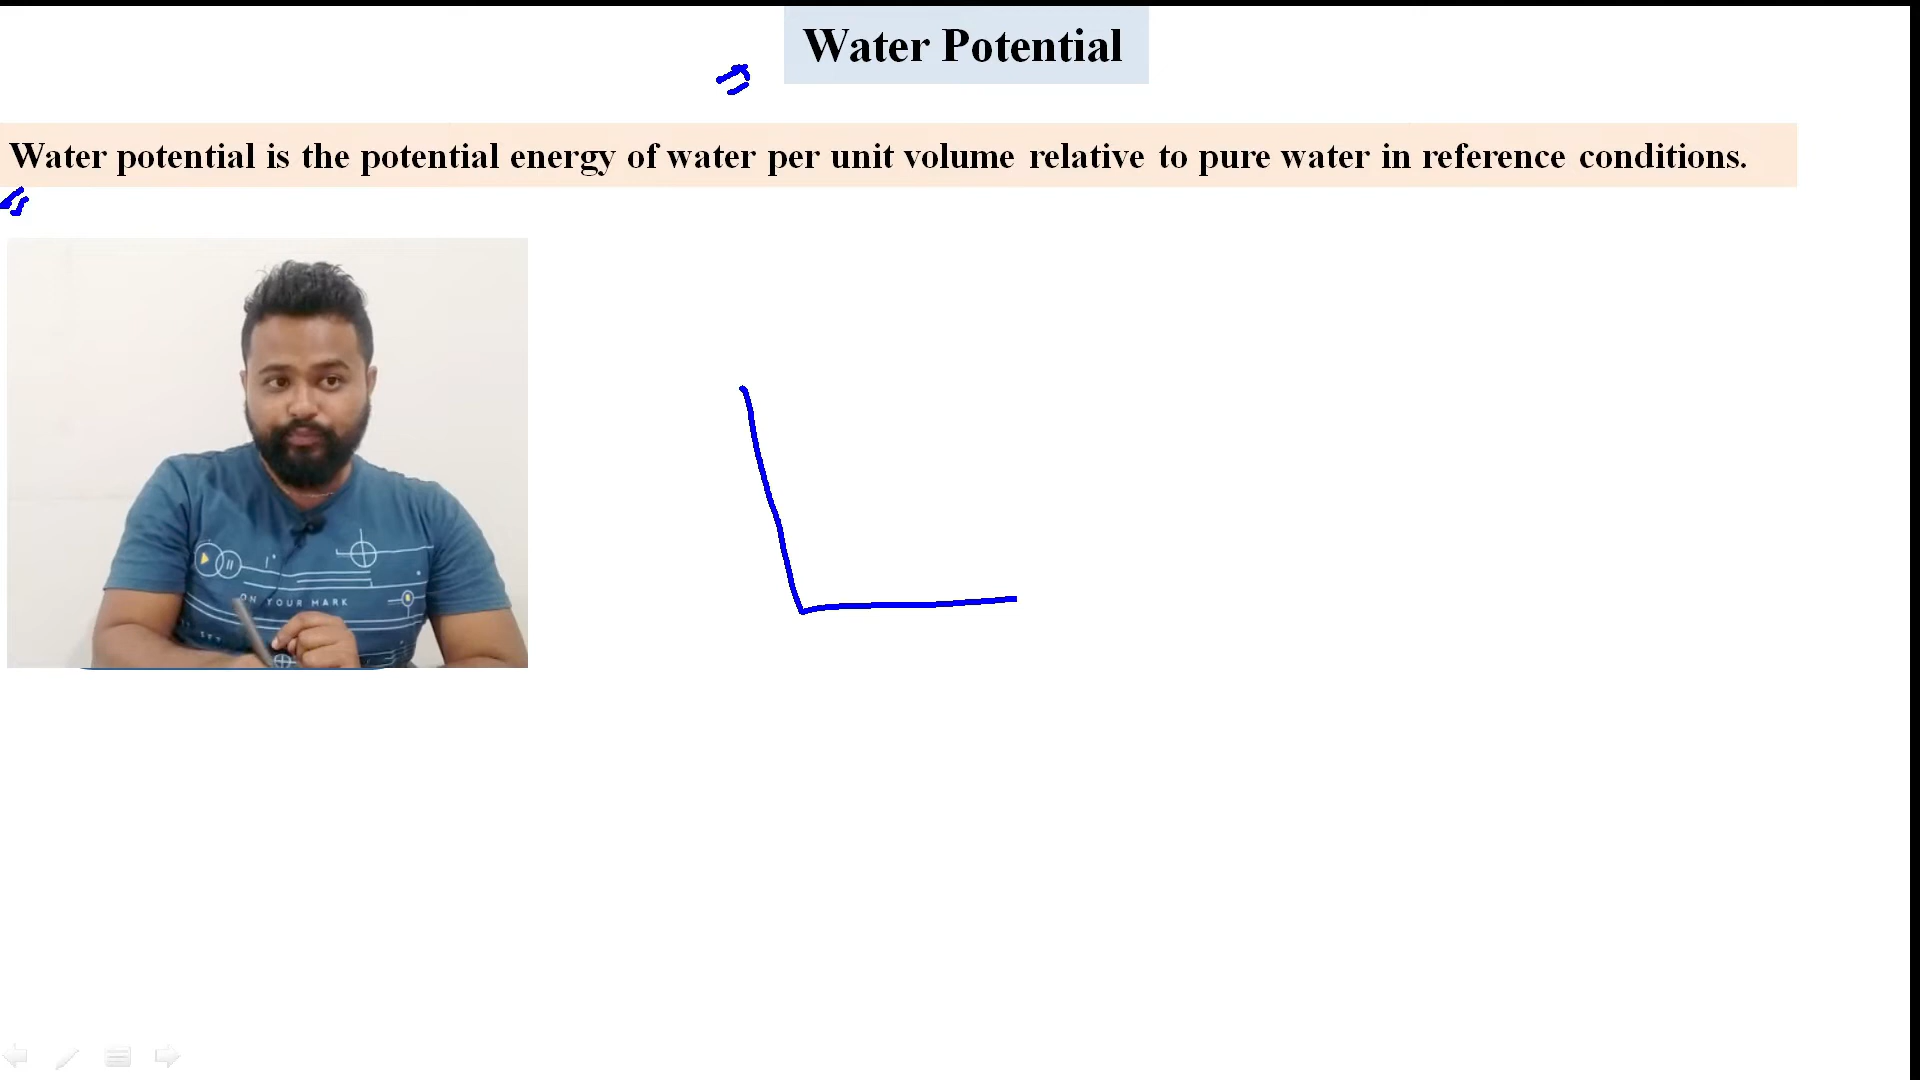 Water Potential
Water potential is the potential energy of water per unit volume relative to pure water in reference conditions.
ON YOUR MARK
SET